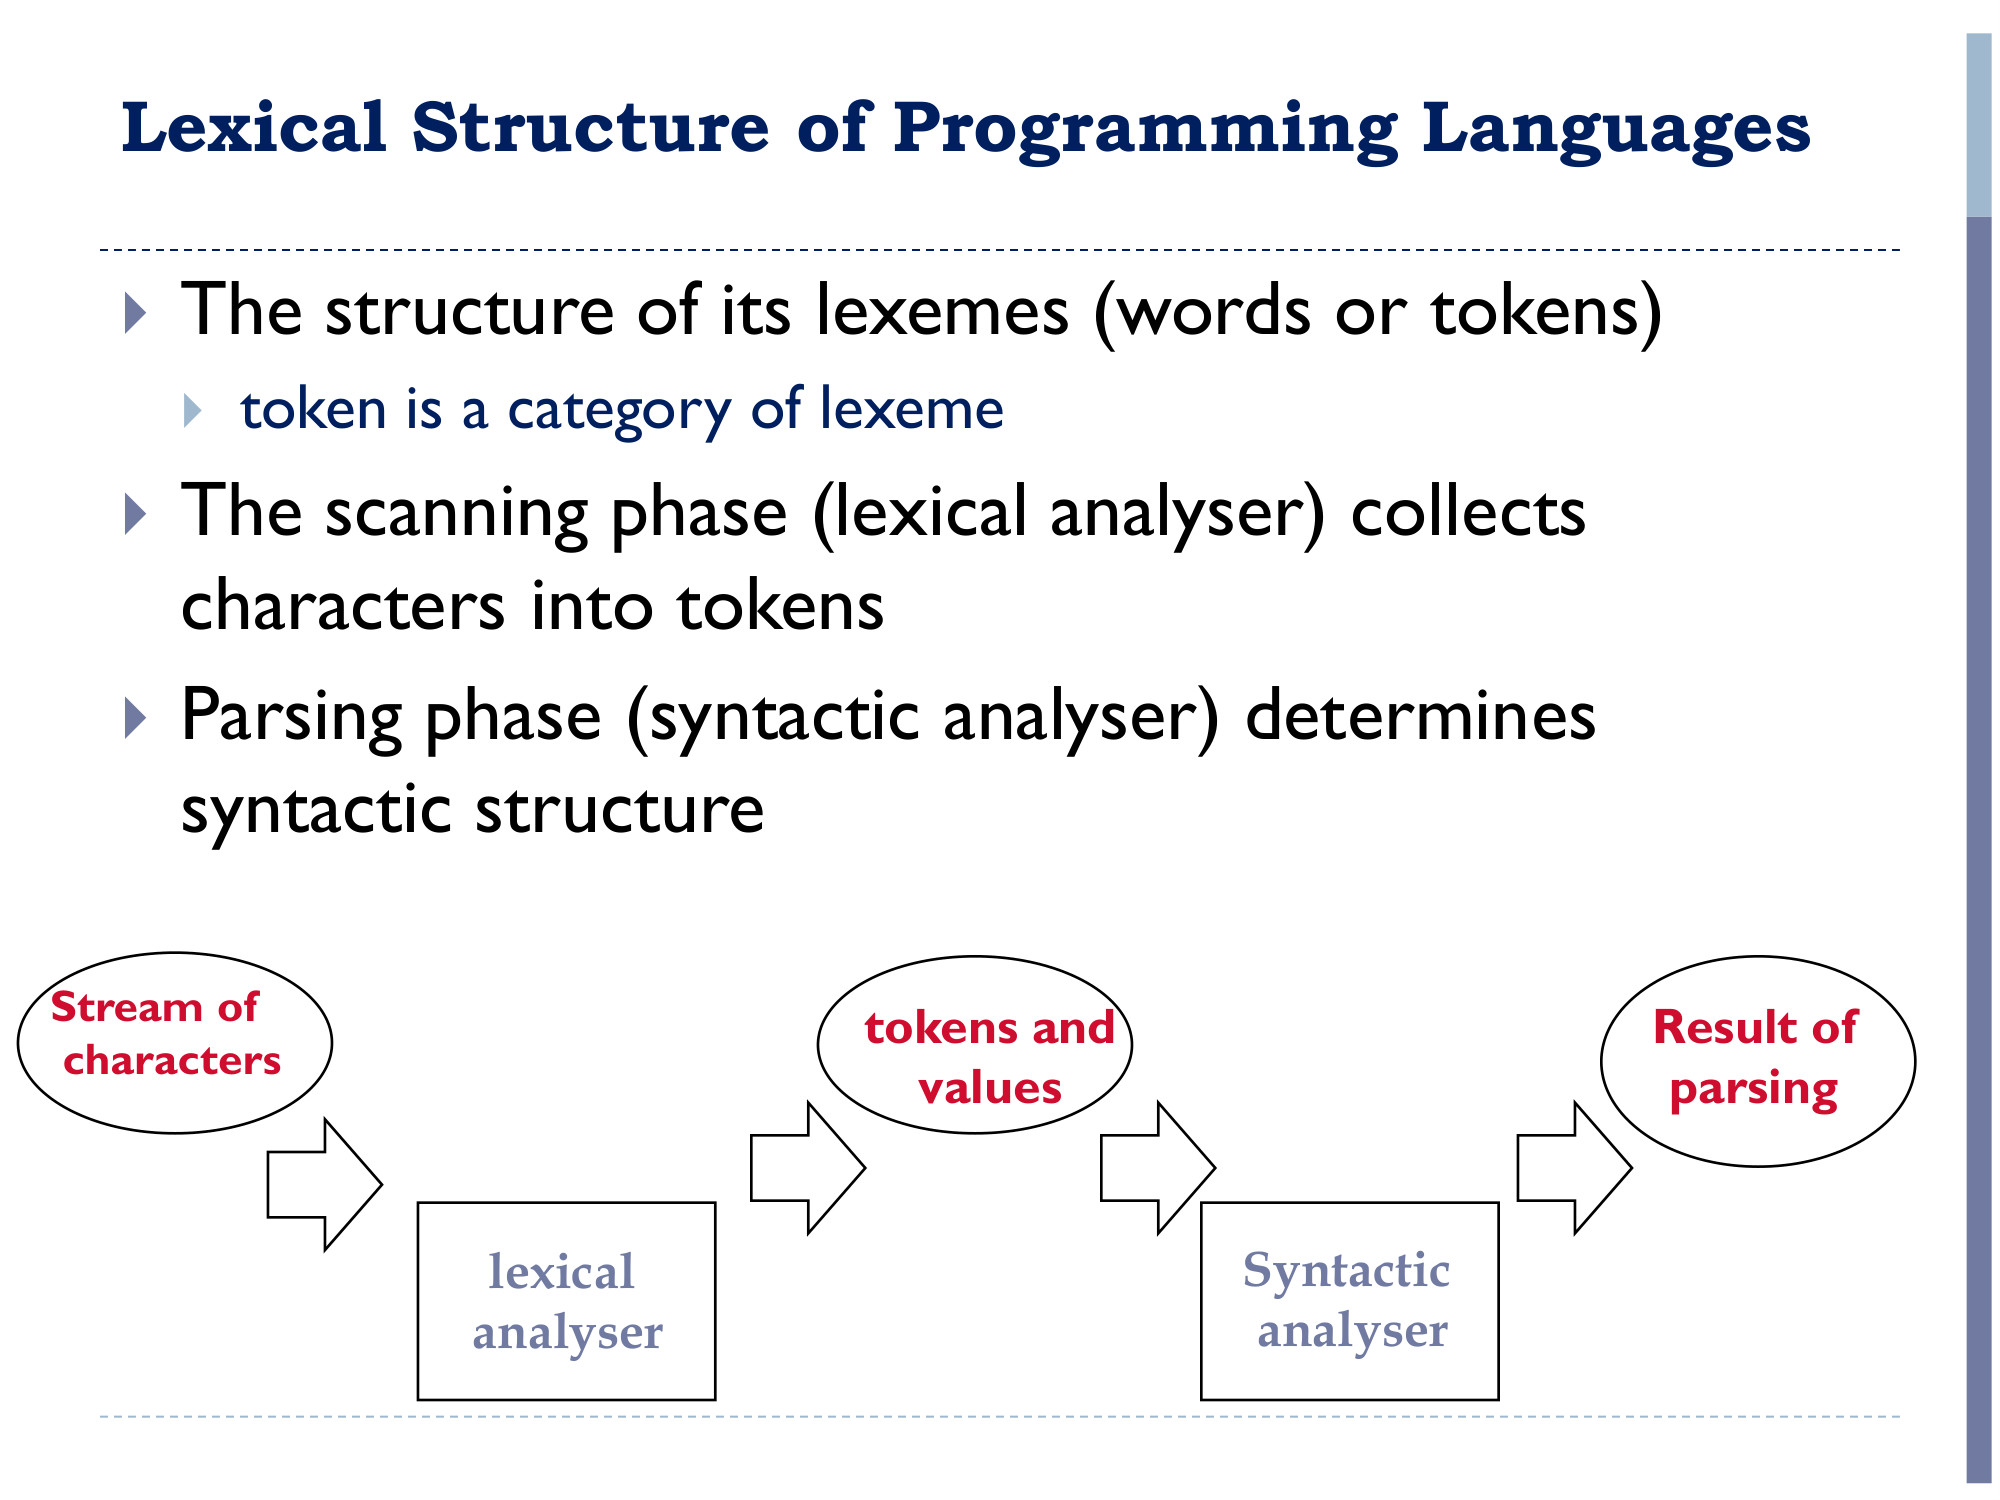 Lexical Structure of Programming Languages
The structure of its lexemes (words or tokens)
token is a category of lexeme
The scanning phase (lexical analyser) collects
characters into tokens
Parsing phase (syntactic analyser) determines
syntactic structure
Stream of
characters
lexical
analyser
tokens and
values
Syntactic
analyser
Result of
parsing